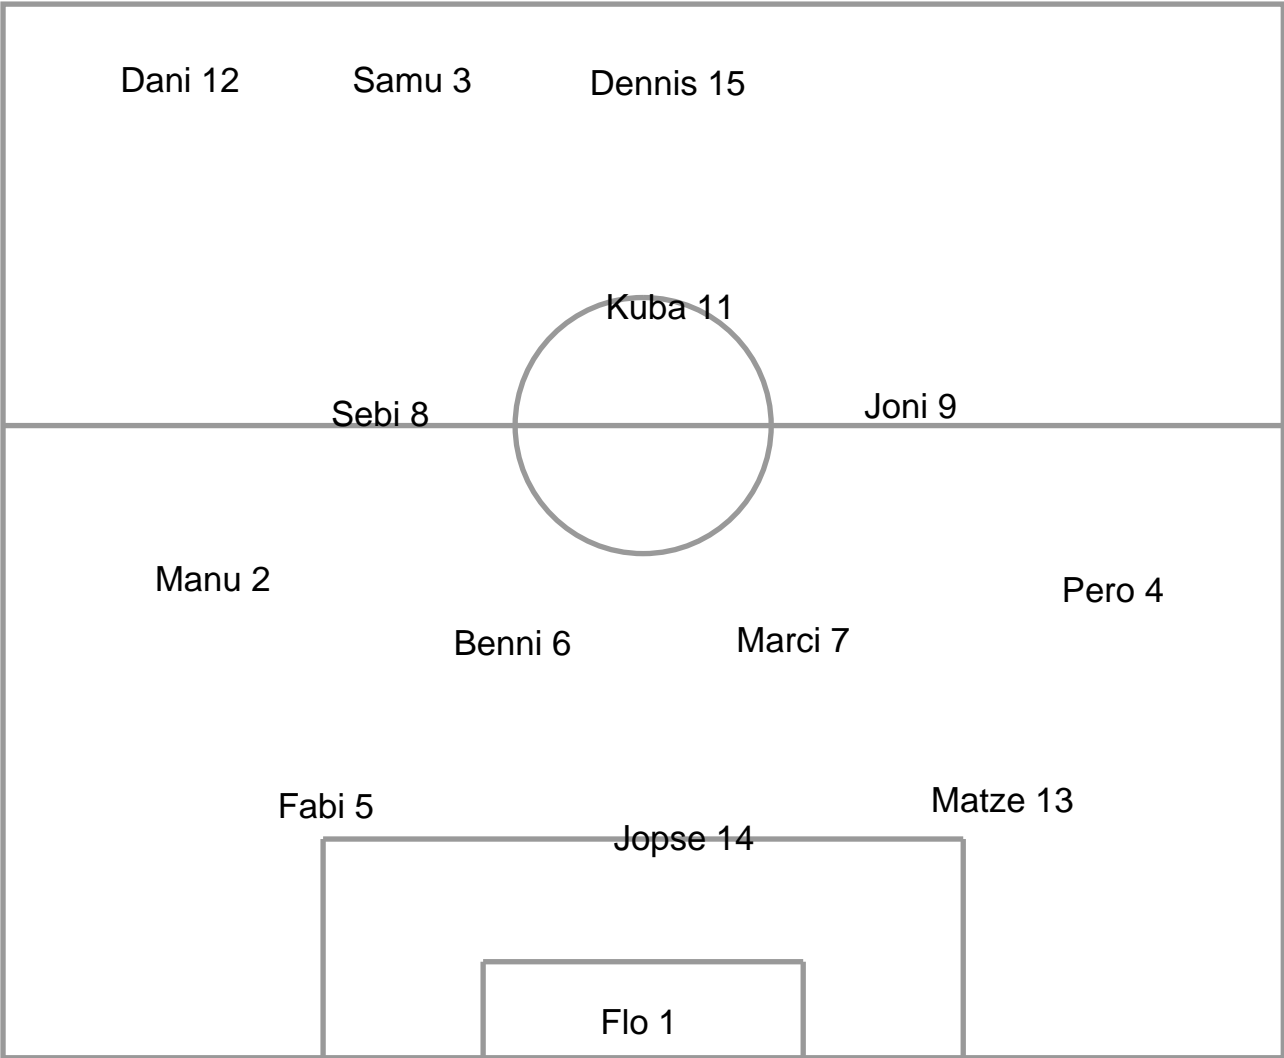 Dani 12
Samu 3
Dennis 15
Kuba 11
Sebi 8
Joni 9
Manu 2
Pero 4
Benni 6
Marci 7
Fabi 5
Matze 13
Jopse 14
Flo 1